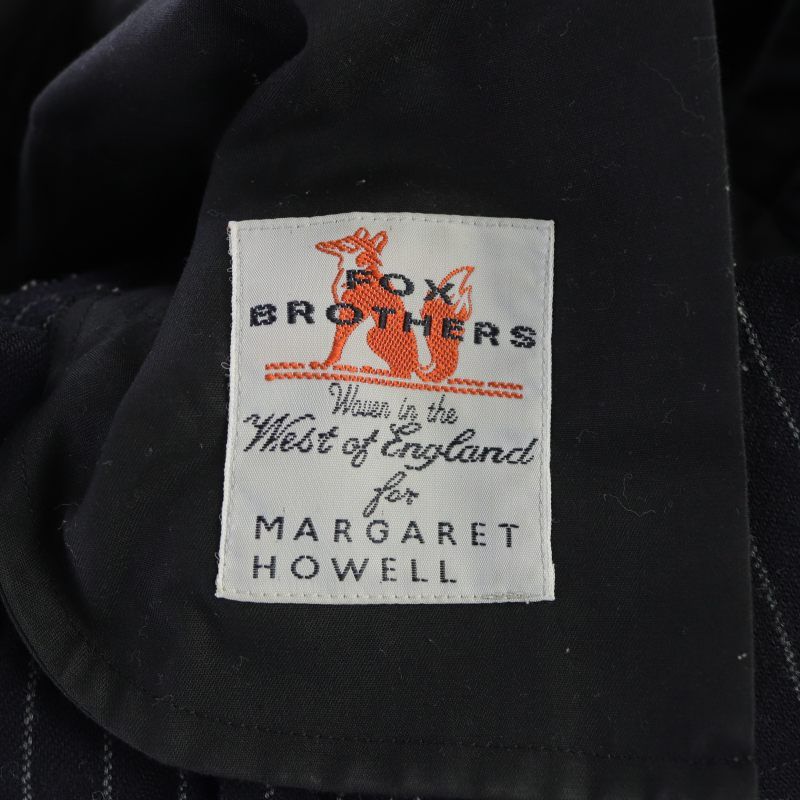 FOX
BROTHERS
Woven in the
West of England
for
MARGARET
HOWELL